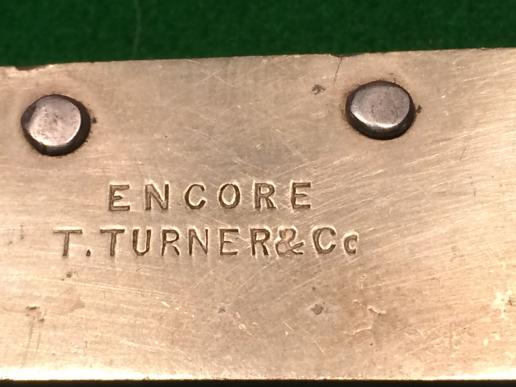 ENCORE
T. TURNER & Co